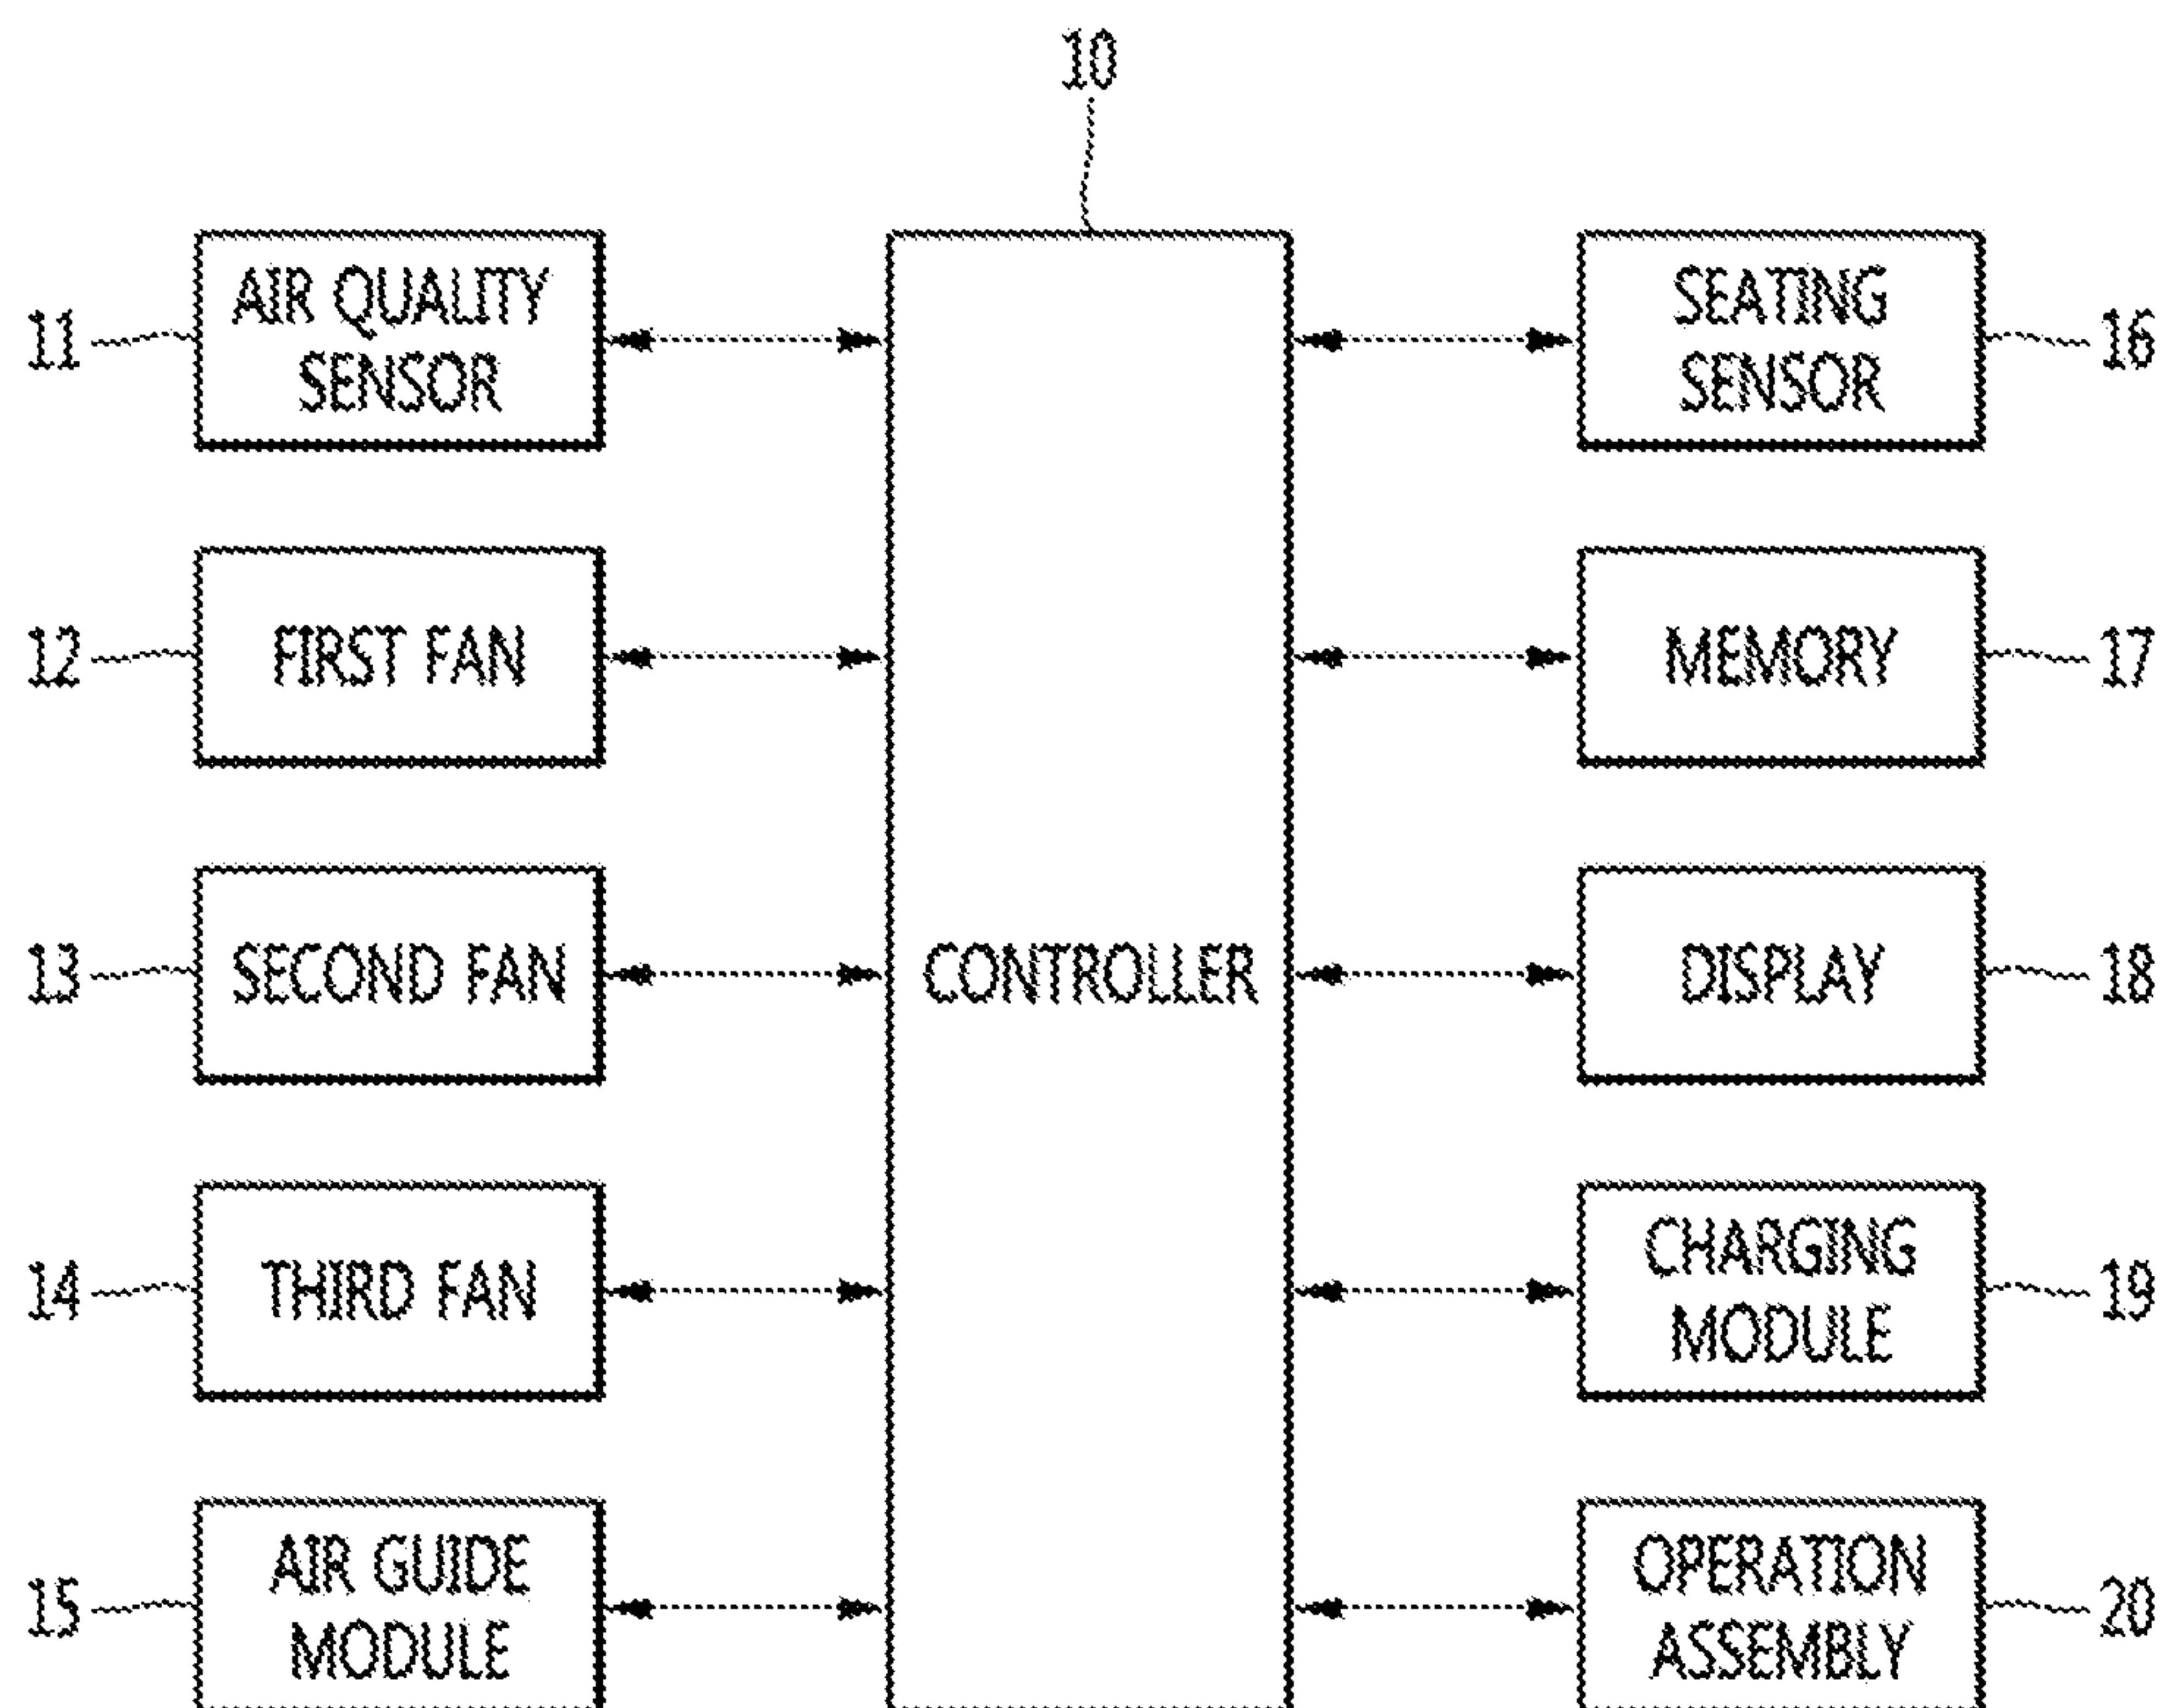 10
11
AIR QUALITY
SENSOR
SEATING
SENSOR
16
12
FIRST FAN
MEMORY
17
13
SECOND FAN
CONTROLLER
DISPLAY
18
14
THIRD FAN
CHARGING
MODULE
19
15
AIR GUIDE
MODULE
OPERATION
ASSEMBLY
20